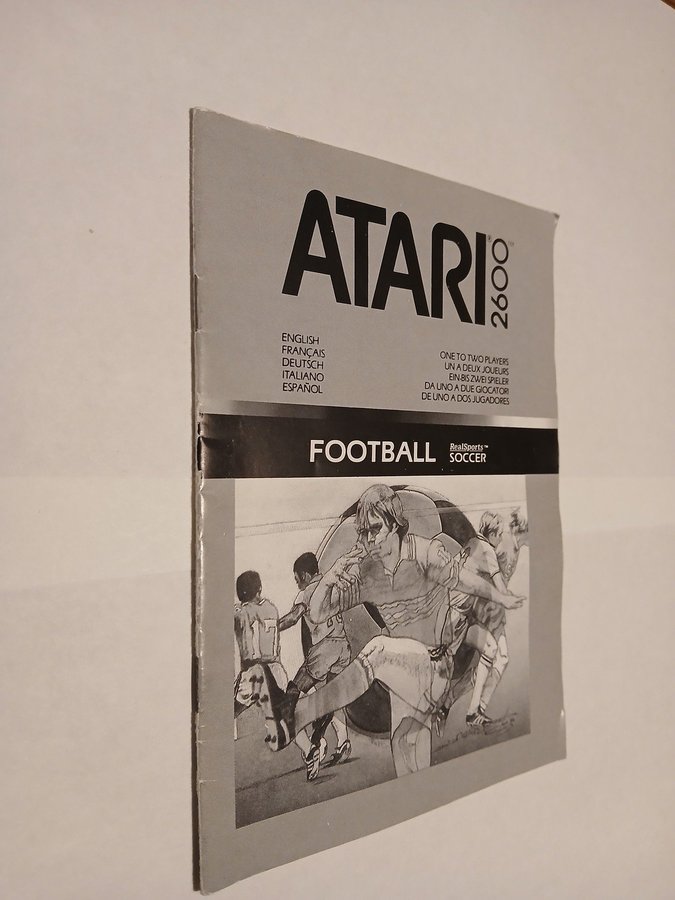 ATARI® 2600™
ENGLISH
FRANÇAIS
DEUTSCH
ITALIANO
ESPAÑOL
ONE TO TWO PLAYERS
UN A DEUX JOUEURS
EIN-BIS ZWEI SPIELER
DA UNO A DUE GIOCATORI
DE UNO A DOS JUGADORES
FOOTBALL
RealSports™
SOCCER